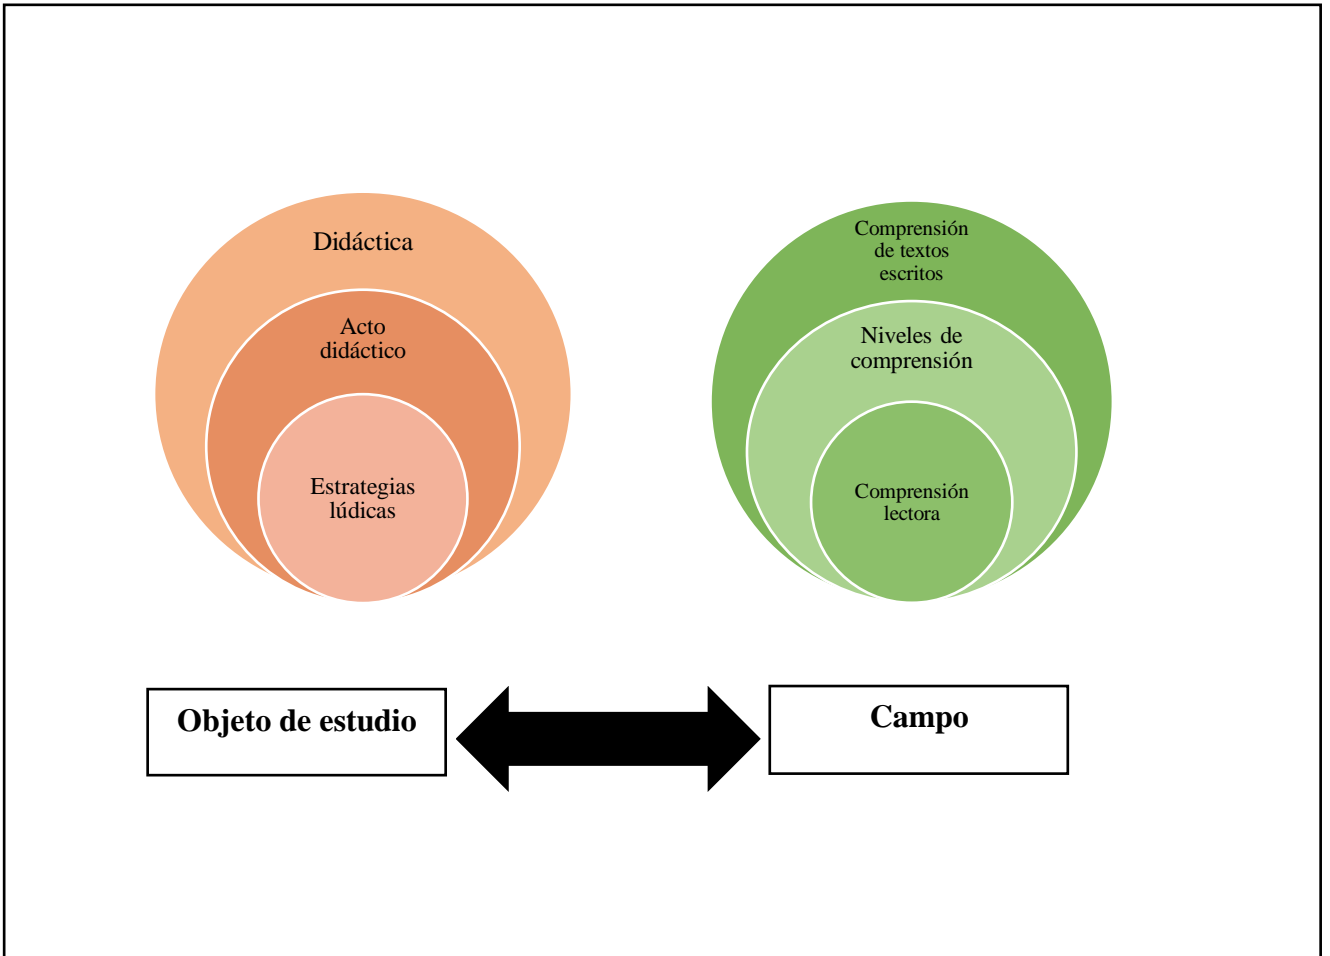 Didáctica
Acto
didáctico
Estrategias
lúdicas
Comprensión
de textos
escritos
Niveles de
comprensión
Comprensión
lectora
Objeto de estudio
Campo